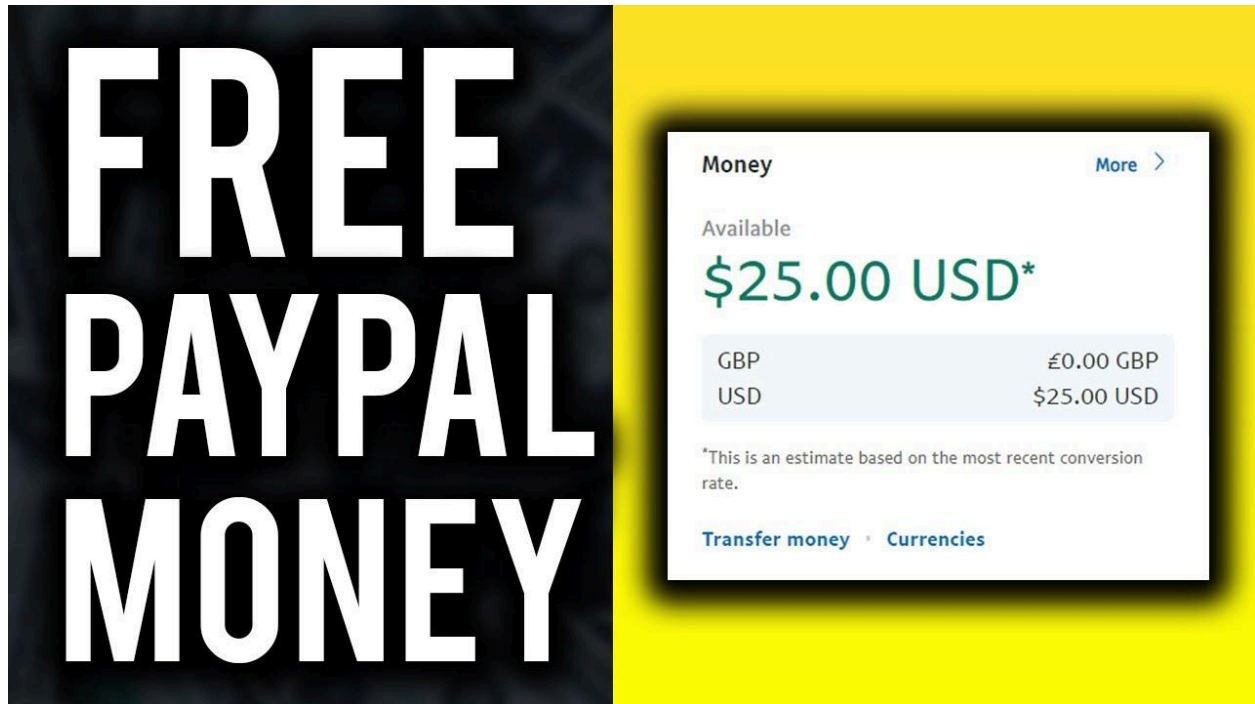 FREE
PAYPAL
MONEY
Money
More >
Available
$25.00 USD*
GBP £0.00 GBP
USD $25.00 USD
*This is an estimate based on the most recent conversion
rate.
Transfer money • Currencies